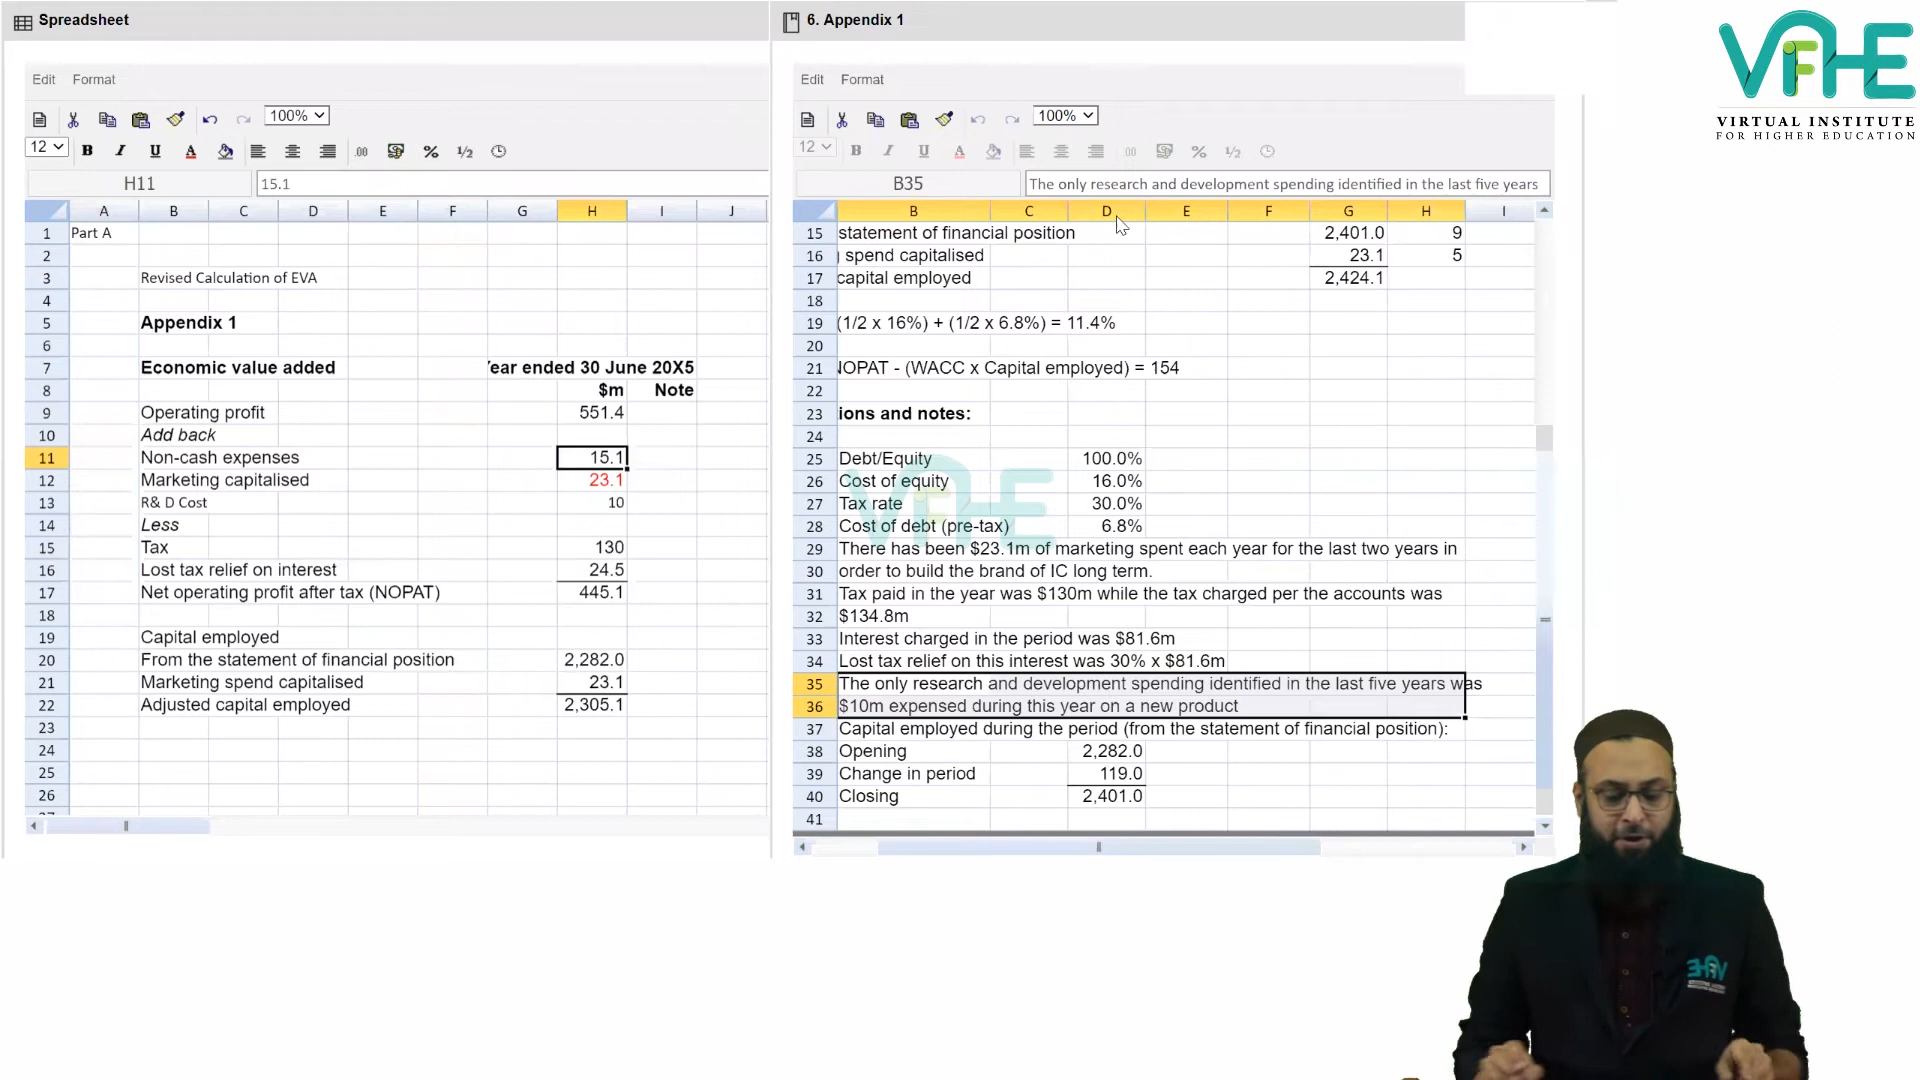 Spreadsheet
Edit Format
100%
12 B I U A .00 % 1/2
H11 15.1
A B C D E F G H I J
1 Part A
2
3 Revised Calculation of EVA
4
5 Appendix 1
6
7 Economic value added Year ended 30 June 20X5
8 $m Note
9 Operating profit 551.4
10 Add back
11 Non-cash expenses 15.1
12 Marketing capitalised 23.1
13 R& D Cost 10
14 Less
15 Tax 130
16 Lost tax relief on interest 24.5
17 Net operating profit after tax (NOPAT) 445.1
18
19 Capital employed
20 From the statement of financial position 2,282.0
21 Marketing spend capitalised 23.1
22 Adjusted capital employed 2,305.1
23
24
25
26
6. Appendix 1
Edit Format
100%
12 B I U A .00 % 1/2
B35 The only research and development spending identified in the last five years
B C D E F G H I
15 statement of financial position 2,401.0 9
16 spend capitalised 23.1 5
17 capital employed 2,424.1
18
19 (1/2 x 16%) + (1/2 x 6.8%) = 11.4%
20
21 NOPAT - (WACC x Capital employed) = 154
22
23 ions and notes:
24
25 Debt/Equity 100.0%
26 Cost of equity 16.0%
27 Tax rate 30.0%
28 Cost of debt (pre-tax) 6.8%
29 There has been $23.1m of marketing spent each year for the last two years in
30 order to build the brand of IC long term.
31 Tax paid in the year was $130m while the tax charged per the accounts was
32 $134.8m
33 Interest charged in the period was $81.6m
34 Lost tax relief on this interest was 30% x $81.6m
35 The only research and development spending identified in the last five years was
36 $10m expensed during this year on a new product
37 Capital employed during the period (from the statement of financial position):
38 Opening 2,282.0
39 Change in period 119.0
40 Closing 2,401.0
41
VIFHE
VIRTUAL INSTITUTE
FOR HIGHER EDUCATION
VIFHE